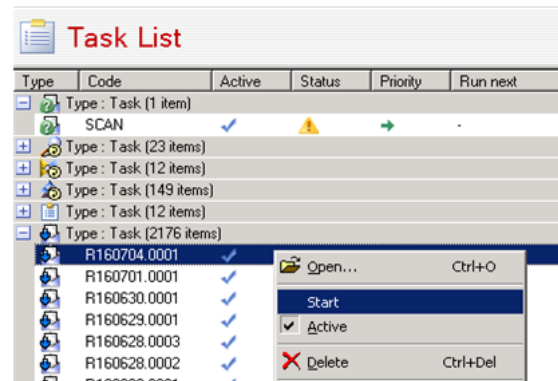 Task List
Type Code Active Status Priority Run next
Type : Task (1 item)
SCAN -
Type : Task (23 items)
Type : Task (12 items)
Type : Task (149 items)
Type : Task (12 items)
Type : Task (2176 items)
R160704.0001
Open... Ctrl+O
R160701.0001
R160630.0001
Start
R160629.0001
Active
R160628.0003
R160628.0002
Delete Ctrl+Del